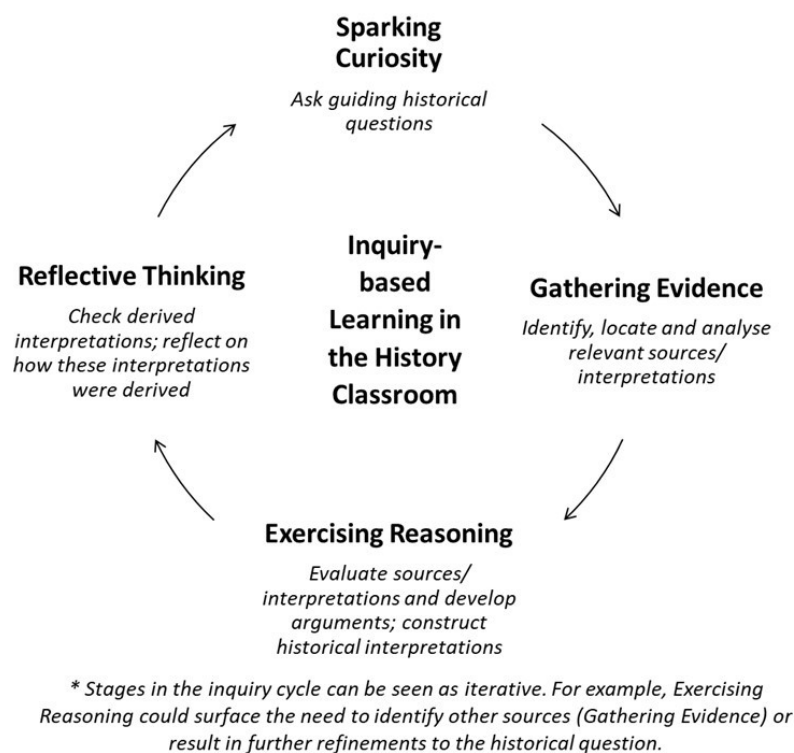 Sparking
Curiosity
Ask guiding historical
questions
Gathering Evidence
Identify, locate and analyse
relevant sources/
interpretations
Exercising Reasoning
Evaluate sources/
interpretations and develop
arguments; construct
historical interpretations
Reflective Thinking
Check derived
interpretations; reflect on
how these interpretations
were derived
Inquiry-
based
Learning in
the History
Classroom
* Stages in the inquiry cycle can be seen as iterative. For example, Exercising
Reasoning could surface the need to identify other sources (Gathering Evidence) or
result in further refinements to the historical question.